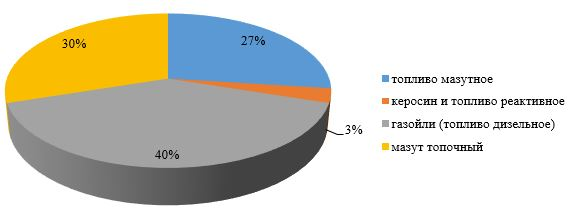 30%
27%
3%
40%
топливо мазутное
керосин и топливо реактивное
газойли (топливо дизельное)
мазут топочный